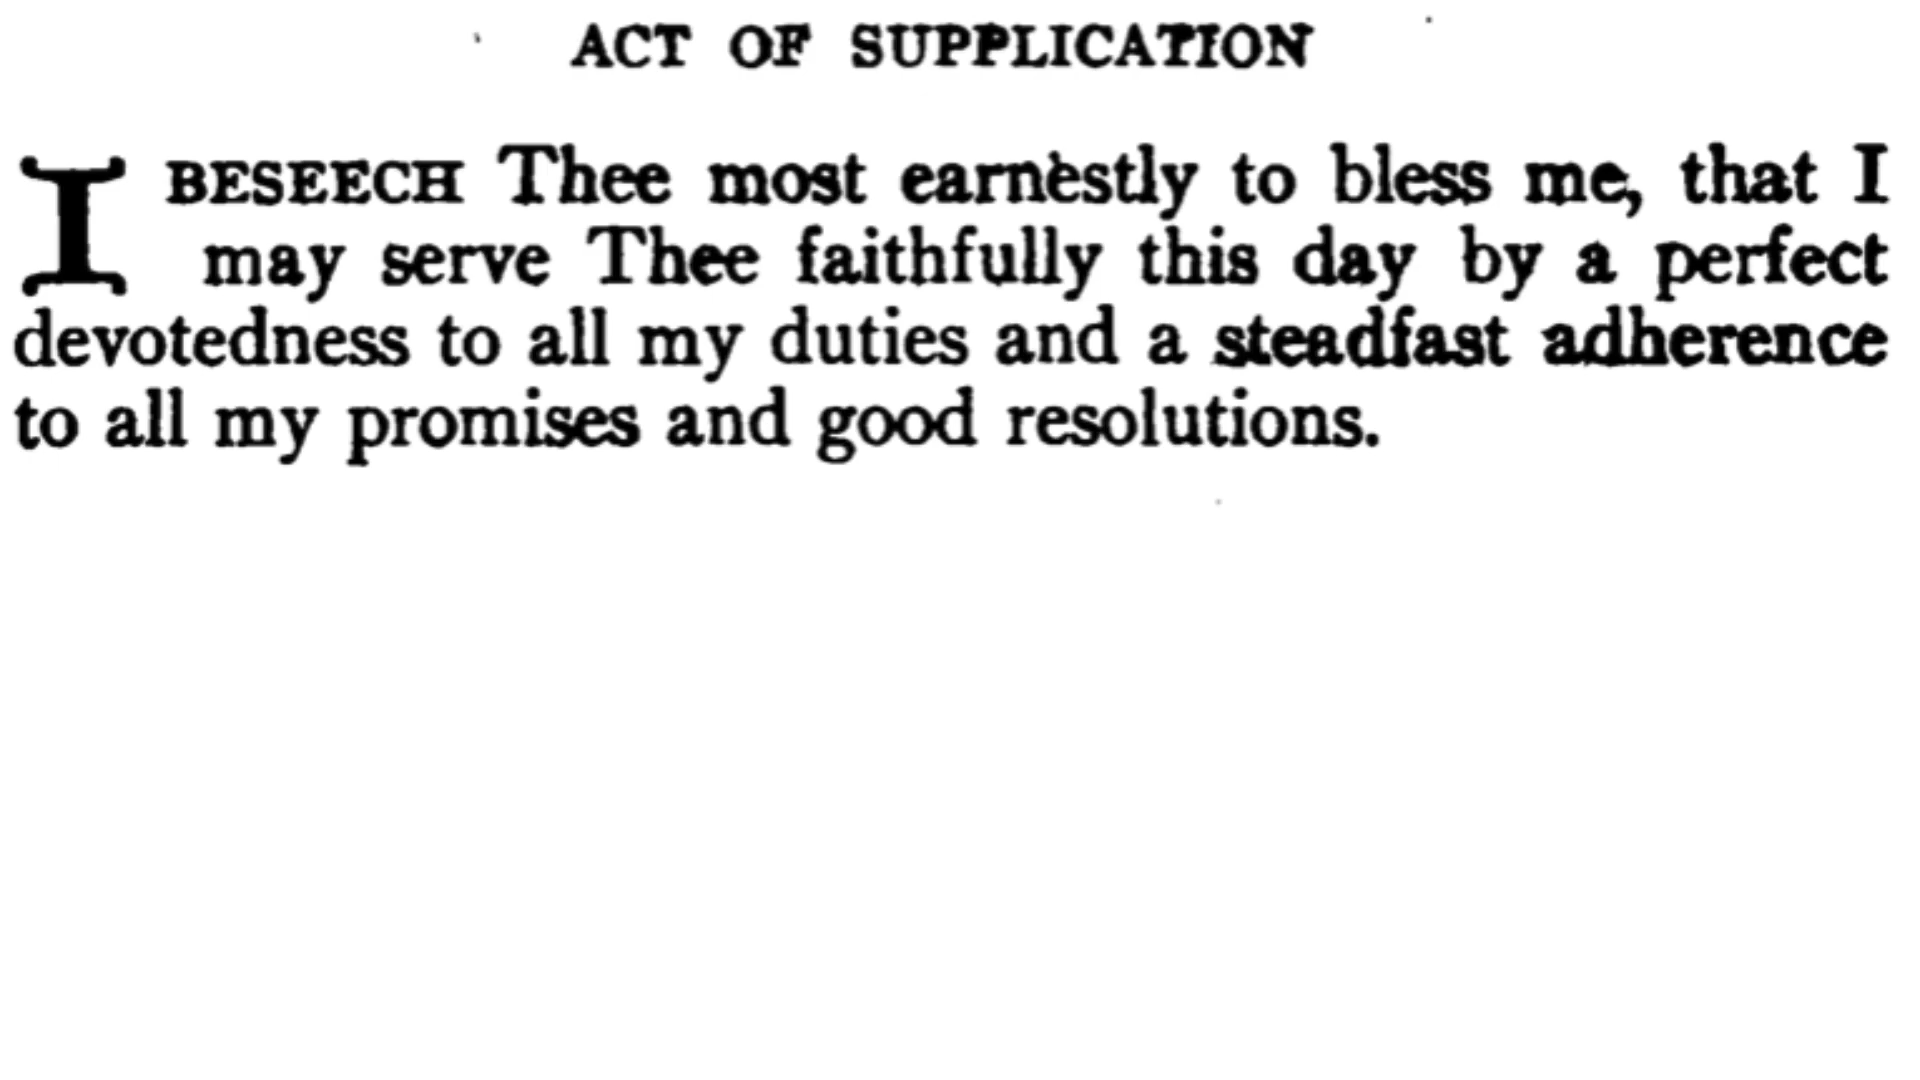 ACT OF SUPPLICATION
I BESEECH Thee most earnestly to bless me, that I
may serve Thee faithfully this day by a perfect
devotedness to all my duties and a steadfast adherence
to all my promises and good resolutions.